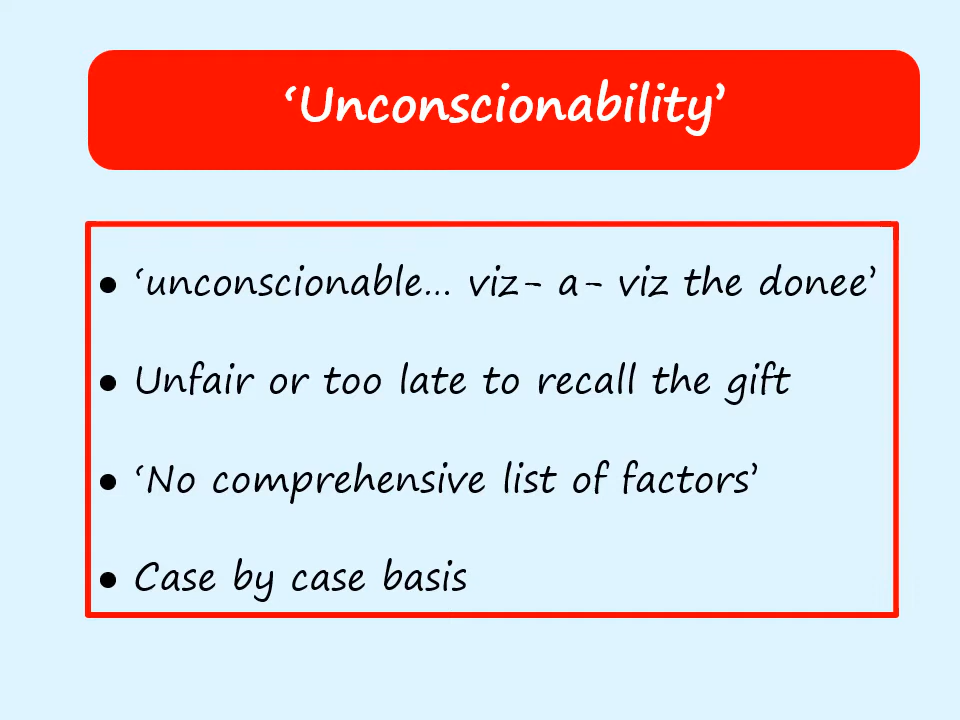 ‘Unconscionability’
• ‘unconscionable... viz- a- viz the donee’
• Unfair or too late to recall the gift
• ‘No comprehensive list of factors’
• Case by case basis